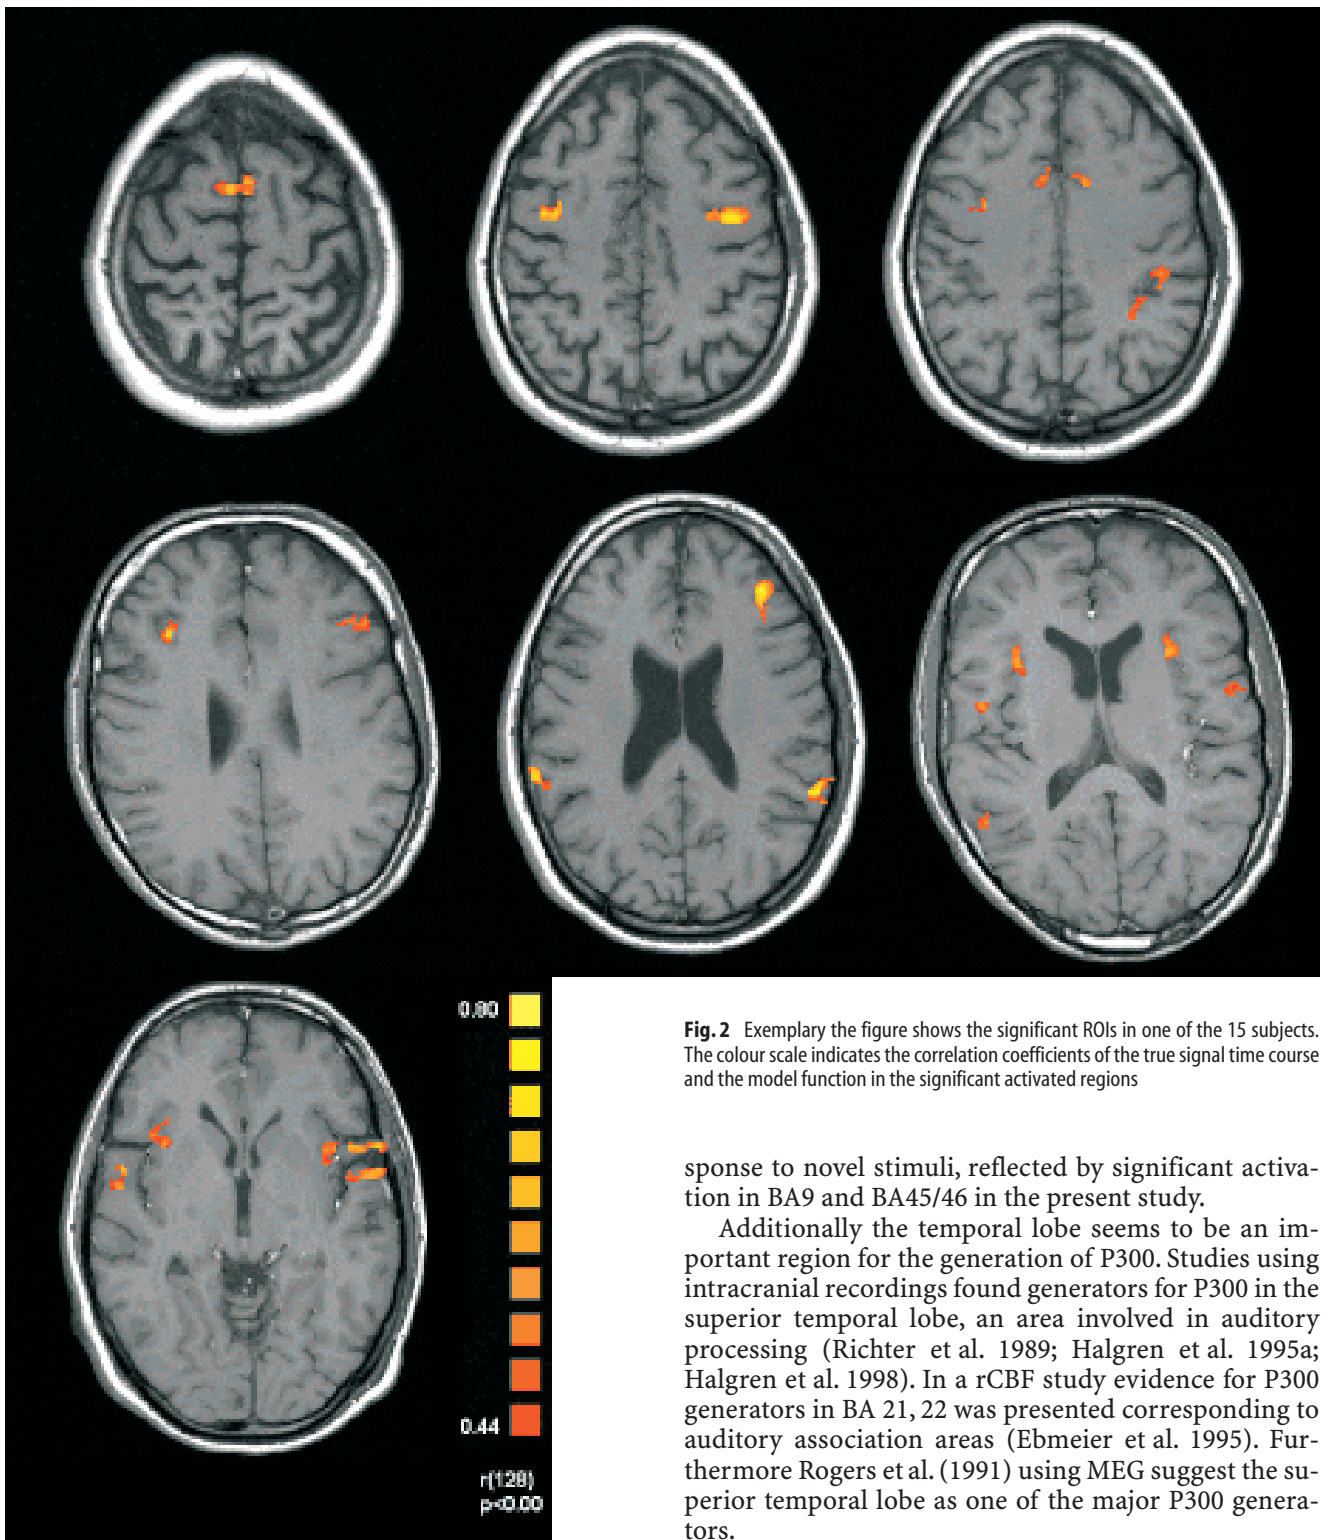 0.80
0.44
r(128)
p<0.00
Fig. 2 Exemplary the figure shows the significant ROIs in one of the 15 subjects.
The colour scale indicates the correlation coefficients of the true signal time course
and the model function in the significant activated regions
sponse to novel stimuli, reflected by significant activa-
tion in BA9 and BA45/46 in the present study.
Additionally the temporal lobe seems to be an im-
portant region for the generation of P300. Studies using
intracranial recordings found generators for P300 in the
superior temporal lobe, an area involved in auditory
processing (Richter et al. 1989; Halgren et al. 1995a;
Halgren et al. 1998). In a rCBF study evidence for P300
generators in BA 21, 22 was presented corresponding to
auditory association areas (Ebmeier et al. 1995). Fur-
thermore Rogers et al. (1991) using MEG suggest the su-
perior temporal lobe as one of the major P300 genera-
tors.